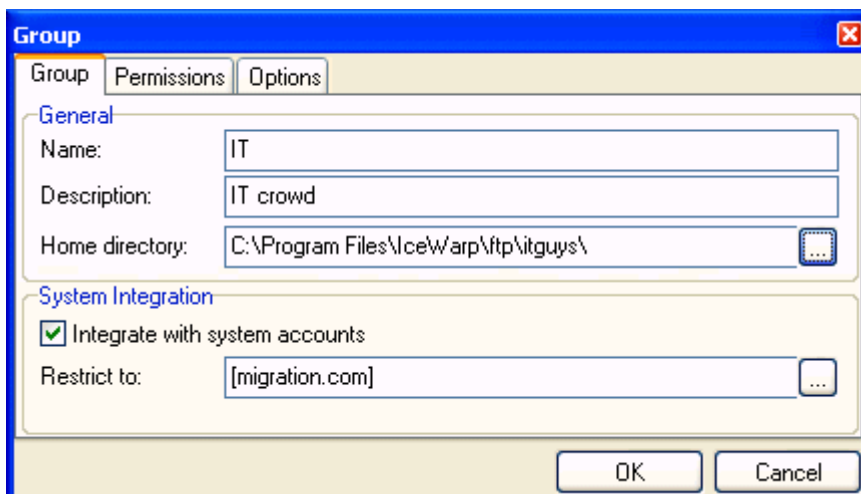 Group
Group Permissions Options
General
Name: IT
Description: IT crowd
Home directory: C:\Program Files\IceWarp\ftp\itguys\ ...
System Integration
Integrate with system accounts
Restrict to: [migration.com] ...
OK Cancel